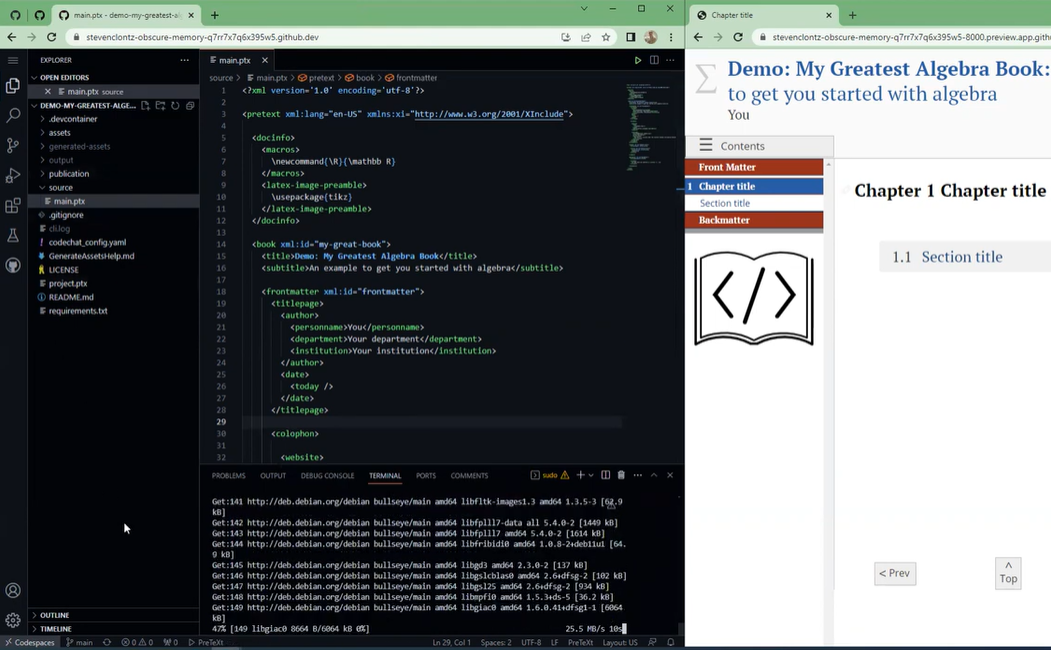 main.ptx - demo-my-greatest-al
Chapter title
stevenclontz-obscure-memory-q7rr7x7q6x395w5.github.dev
stevenclontz-obscure-memory-q7rr7x7q6x395w5-8000.preview.app.gith
EXPLORER
OPEN EDITORS
main.ptx source
DEMO-MY-GREATEST-ALGE...
.devcontainer
assets
generated-assets
output
publication
source
main.ptx
.gitignore
cli.log
codechat_config.yaml
GenerateAssetsHelp.md
LICENSE
project.ptx
README.md
requirements.txt
OUTLINE
TIMELINE
main.ptx
source > main.ptx > pretext > book > frontmatter
1 <?xml version='1.0' encoding='utf-8'?>
2
3 <pretext xml:lang="en-US" xmlns:xi="http://www.w3.org/2001/XInclude">
4
5 <docinfo>
6 <macros>
7 \newcommand{\R}{\mathbb R}
8 </macros>
9 <latex-image-preamble>
10 \usepackage{tikz}
11 </latex-image-preamble>
12 </docinfo>
13
14 <book xml:id="my-great-book">
15 <title>Demo: My Greatest Algebra Book</title>
16 <subtitle>An example to get you started with algebra</subtitle>
17
18 <frontmatter xml:id="frontmatter">
19 <titlepage>
20 <author>
21 <personname>You</personname>
22 <department>Your department</department>
23 <institution>Your institution</institution>
24 </author>
25 <date>
26 <today />
27 </date>
28 </titlepage>
29
30 <colophon>
31
32 <website>
PROBLEMS OUTPUT DEBUG CONSOLE TERMINAL PORTS COMMENTS
sudo
Get:141 http://deb.debian.org/debian bullseye/main amd64 libfltk-images1.3 amd64 1.3.5-3 [62.9
kB]
Get:142 http://deb.debian.org/debian bullseye/main amd64 libfplll7-data all 5.4.0-2 [1449 kB]
Get:143 http://deb.debian.org/debian bullseye/main amd64 libfplll7 amd64 5.4.0-2 [1614 kB]
Get:144 http://deb.debian.org/debian bullseye/main amd64 libfribidi0 amd64 1.0.8-2+deb11u1 [64.
9 kB]
Get:145 http://deb.debian.org/debian bullseye/main amd64 libgd3 amd64 2.3.0-2 [137 kB]
Get:146 http://deb.debian.org/debian bullseye/main amd64 libgslcblas0 amd64 2.6+dfsg-2 [102 kB]
Get:147 http://deb.debian.org/debian bullseye/main amd64 libgsl25 amd64 2.6+dfsg-2 [934 kB]
Get:148 http://deb.debian.org/debian bullseye/main amd64 libmpfi0 amd64 1.5.3+ds-5 [36.2 kB]
Get:149 http://deb.debian.org/debian bullseye/main amd64 libgiac0 amd64 1.6.0.41+dfsg1-1 [6064
kB]
47% [149 libgiac0 8664 B/6064 kB 0%] 25.5 MB/s 10s
Codespaces main 0 0 0 PreTeXt Ln 29, Col 1 Spaces: 2 UTF-8 LF PreTeXt Layout: US
Demo: My Greatest Algebra Book:
to get you started with algebra
You
Contents
Front Matter
1 Chapter title
Section title
Backmatter
Chapter 1 Chapter title
1.1 Section title
</>
< Prev
^
Top